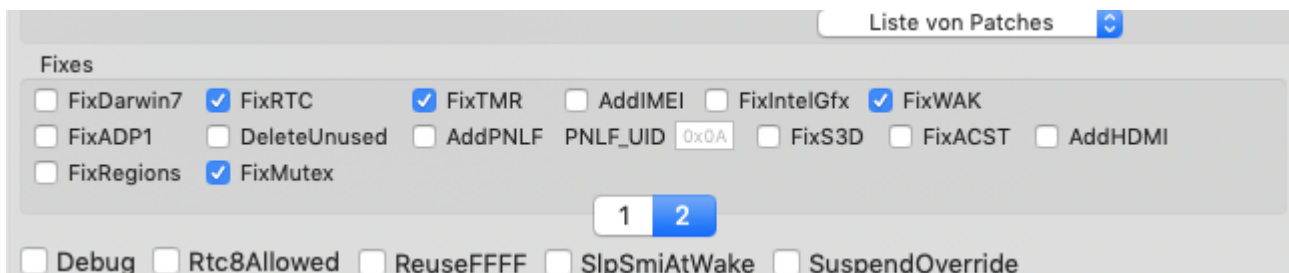 Liste von Patches
Fixes
FixDarwin7 FixRTC FixTMR AddIMEI FixIntelGfx FixWAK
FixADP1 DeleteUnused AddPNLF PNLF_UID 0x0A FixS3D FixACST AddHDMI
FixRegions FixMutex
1 2
Debug Rtc8Allowed ReuseFFFF SlpSmiAtWake SuspendOverride